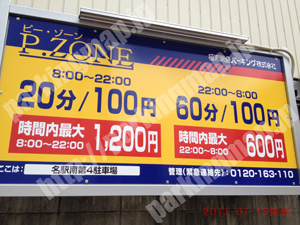 ピー・ゾーン
P.ZONE
パーキング株式会社
8:00～22:00
20分/100円
22:00～8:00
60分/100円
時間内最大
8:00～22:00
1,200円
時間内最大
22:00～8:00
600円
ここは:
名駅南第4駐車場
管理(緊急連絡先):0120-163-110